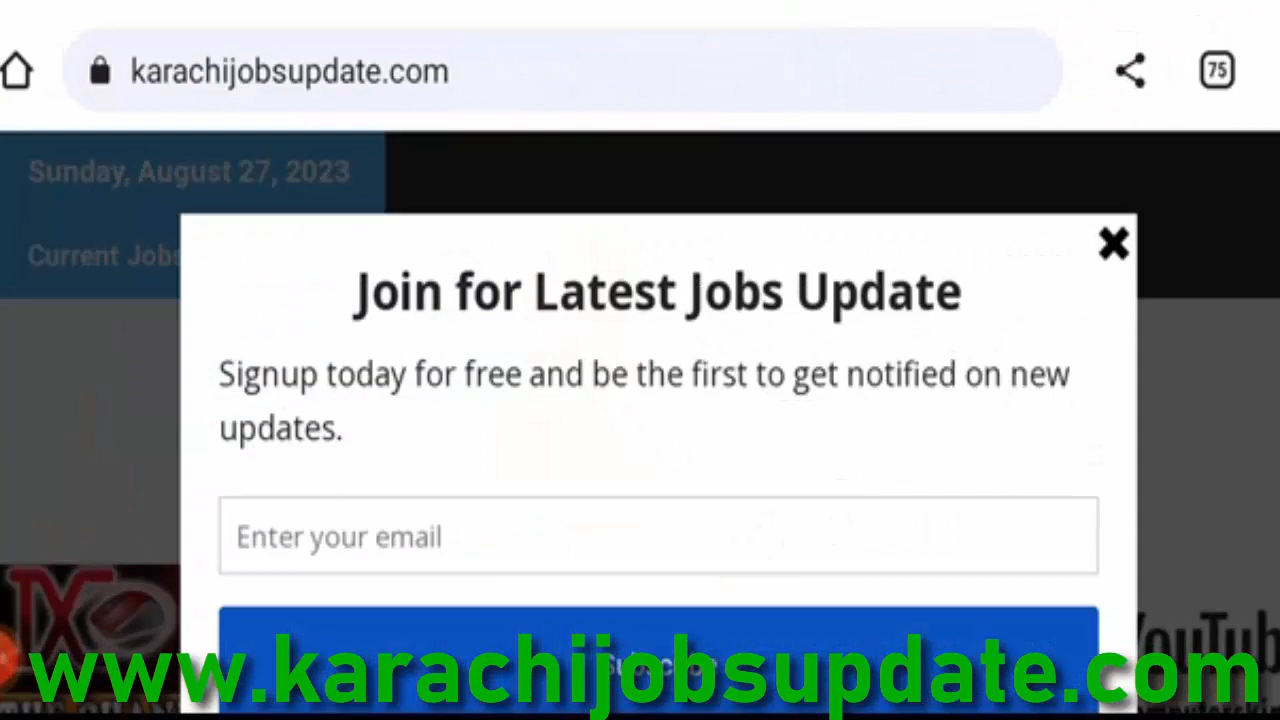 karachijobsupdate.com
75
Sunday, August 27, 2023
Current Jobs
Join for Latest Jobs Update
Signup today for free and be the first to get notified on new
updates.
Enter your email
www.karachijobsupdate.com